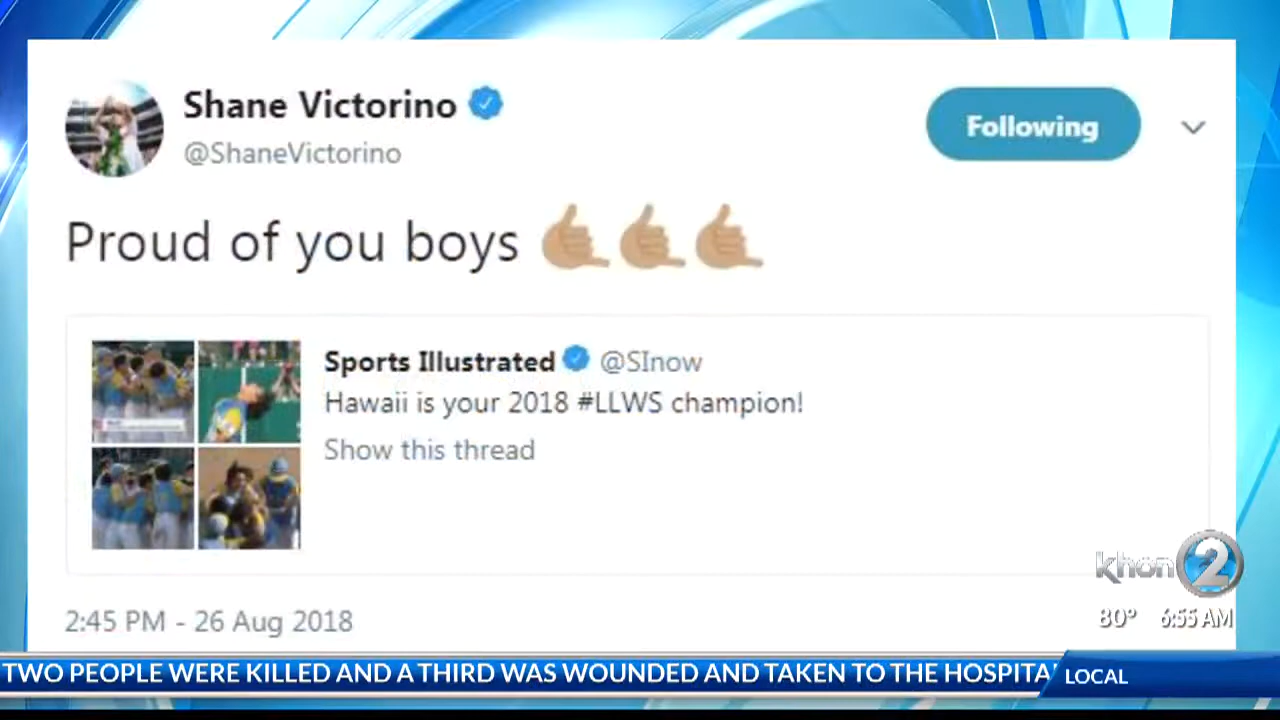 Shane Victorino
@ShaneVictorino
Following
Proud of you boys 🤙🏽🤙🏽🤙🏽
Sports Illustrated @SInow
Hawaii is your 2018 #LLWS champion!
Show this thread
2:45 PM - 26 Aug 2018
khon 2
80° 6:55 AM
TWO PEOPLE WERE KILLED AND A THIRD WAS WOUNDED AND TAKEN TO THE HOSPITA
LOCAL